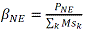 β_NE = P_NE / Σ_k MS_k